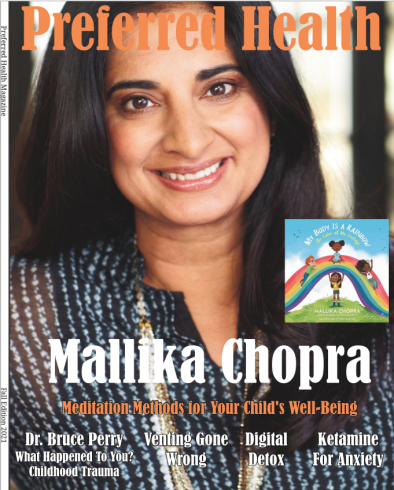 Preferred Health
Preferred Health Magazine
MY BODY IS A RAINBOW
MALLIKA CHOPRA
Mallika Chopra
Meditation Methods for Your Child's Well-Being
Dr. Bruce Perry
What Happened To You?
Childhood Trauma
Venting Gone
Wrong
Digital
Detox
Ketamine
For Anxiety
Fall Edition 2021